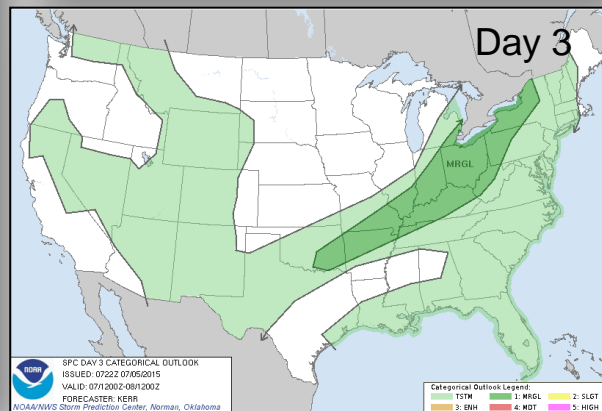 Day 3
MRGL
NOAA
SPC DAY 3 CATEGORICAL OUTLOOK
ISSUED: 0722Z 07/05/2015
VALID: 07/1200Z-08/1200Z
FORECASTER: KERR
NOAA/NWS Storm Prediction Center, Norman, Oklahoma
Categorical Outlook Legend:
TSTM 1: MRGL 2: SLGT
3: ENH 4: MDT 5: HIGH